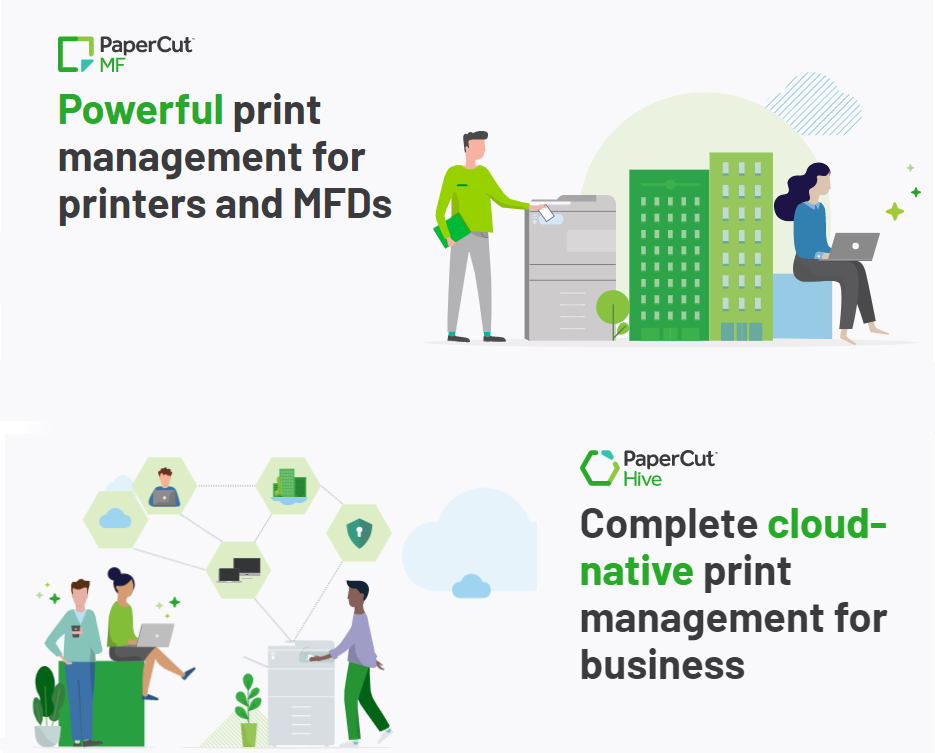 PaperCut™
MF
Powerful print
management for
printers and MFDs
PaperCut™
Hive
Complete cloud-
native print
management for
business